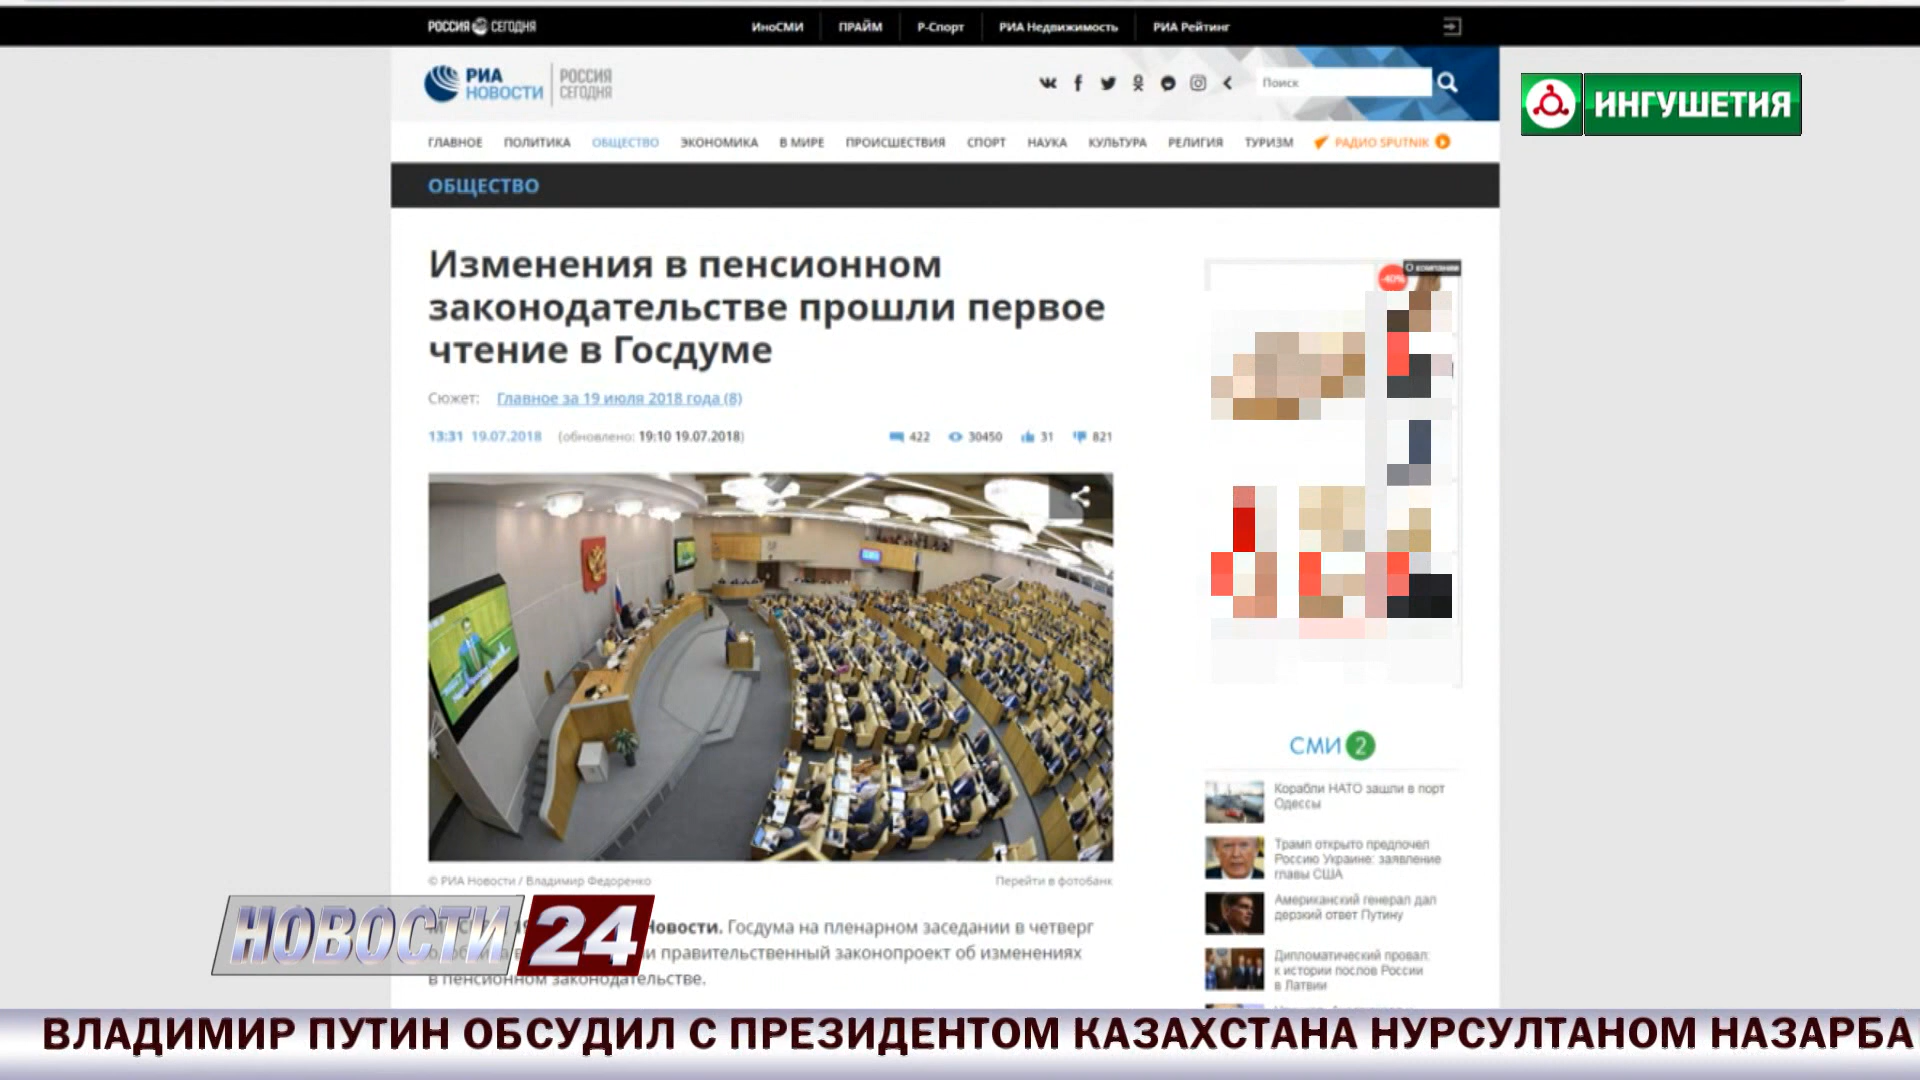 РОССИЯ СЕГОДНЯ
ИноСМИ ПРАЙМ Р-Спорт РИА Недвижимость РИА Рейтинг
РИА НОВОСТИ
РОССИЯ СЕГОДНЯ
Поиск
ИНГУШЕТИЯ
ГЛАВНОЕ ПОЛИТИКА ОБЩЕСТВО ЭКОНОМИКА В МИРЕ ПРОИСШЕСТВИЯ СПОРТ НАУКА КУЛЬТУРА РЕЛИГИЯ ТУРИЗМ РАДИО SPUTNIK
ОБЩЕСТВО
Изменения в пенсионном
законодательстве прошли первое
чтение в Госдуме
Сюжет: Главное за 19 июля 2018 года (8)
13:31 19.07.2018 (обновлено: 19:10 19.07.2018) 422 30450 31 821
-40%
О компании
© РИА Новости / Владимир Федоренко Перейти в фотобанк
Новости. Госдума на пленарном заседании в четверг
правительственный законопроект об изменениях
в пенсионном законодательстве.
СМИ 2
Корабли НАТО зашли в порт
Одессы
Трамп открыто предпочел
Россию Украине: заявление
главы США
Американский генерал дал
дерзкий ответ Путину
Дипломатический провал:
к истории послов России
в Латвии
НОВОСТИ 24
ВЛАДИМИР ПУТИН ОБСУДИЛ С ПРЕЗИДЕНТОМ КАЗАХСТАНА НУРСУЛТАНОМ НАЗАРБА